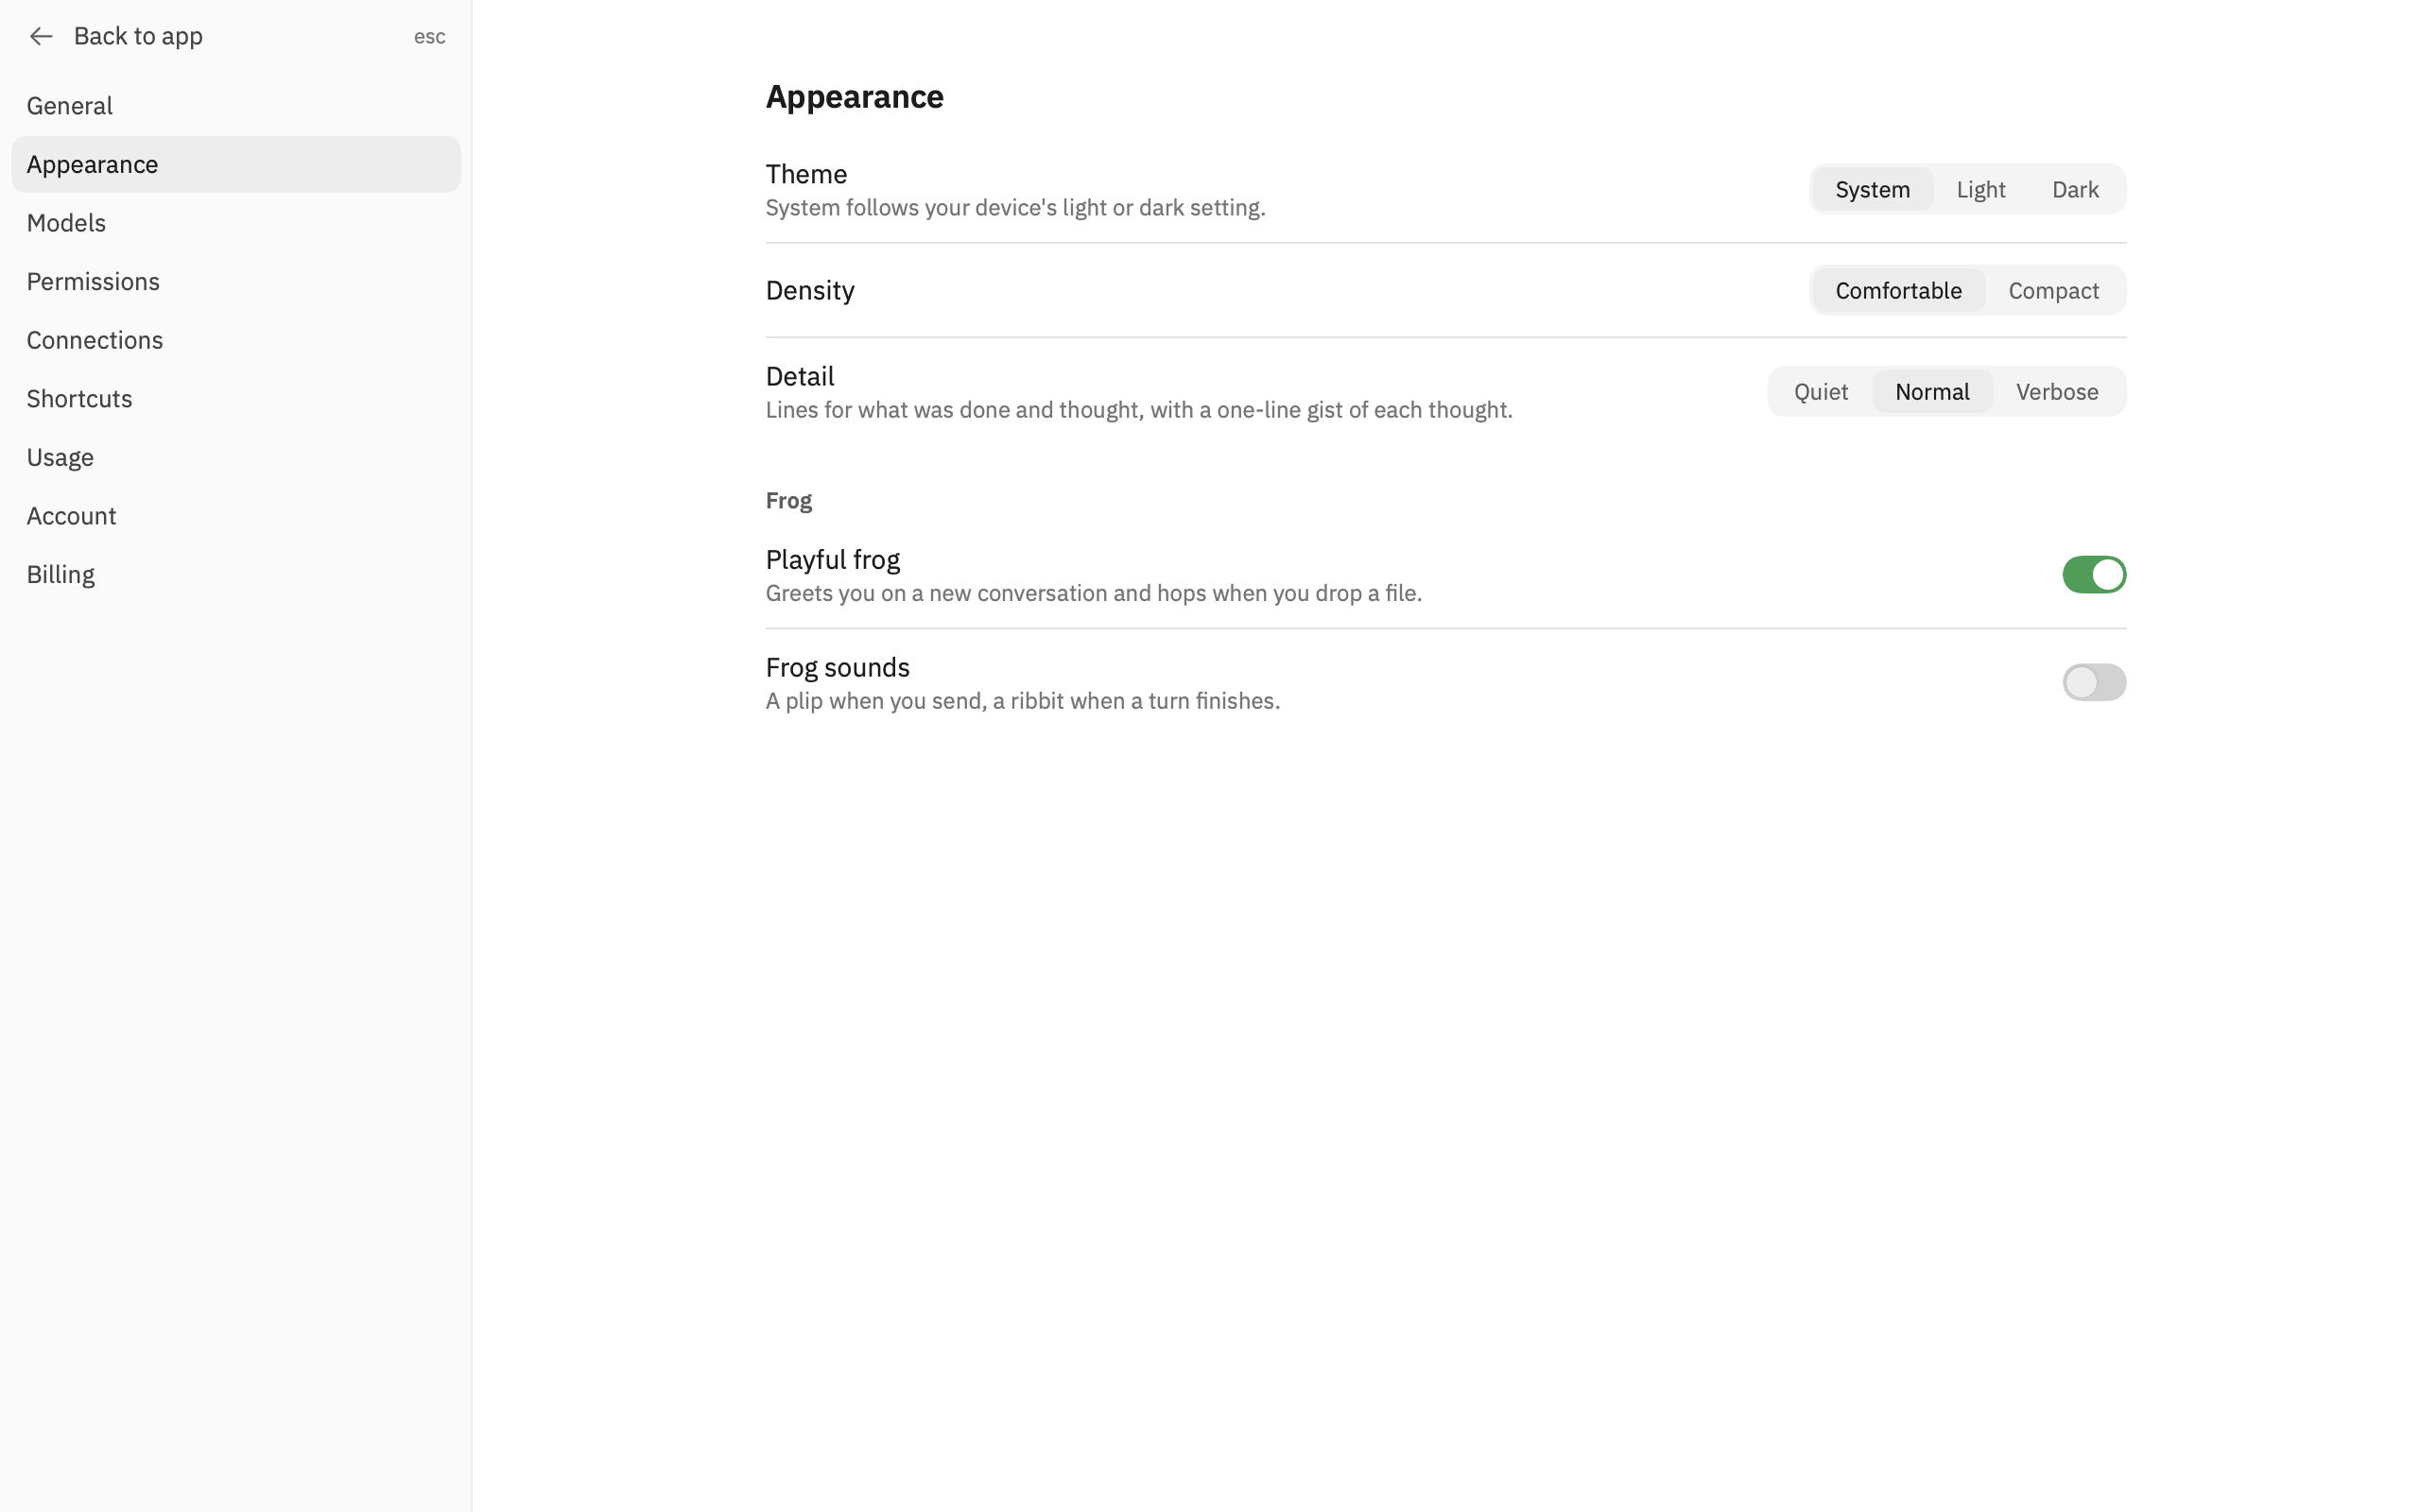 Back to app esc
General
Appearance
Models
Permissions
Connections
Shortcuts
Usage
Account
Billing
Appearance
Theme
System follows your device's light or dark setting.
System Light Dark
Density
Comfortable Compact
Detail
Lines for what was done and thought, with a one-line gist of each thought.
Quiet Normal Verbose
Frog
Playful frog
Greets you on a new conversation and hops when you drop a file.
Frog sounds
A plip when you send, a ribbit when a turn finishes.